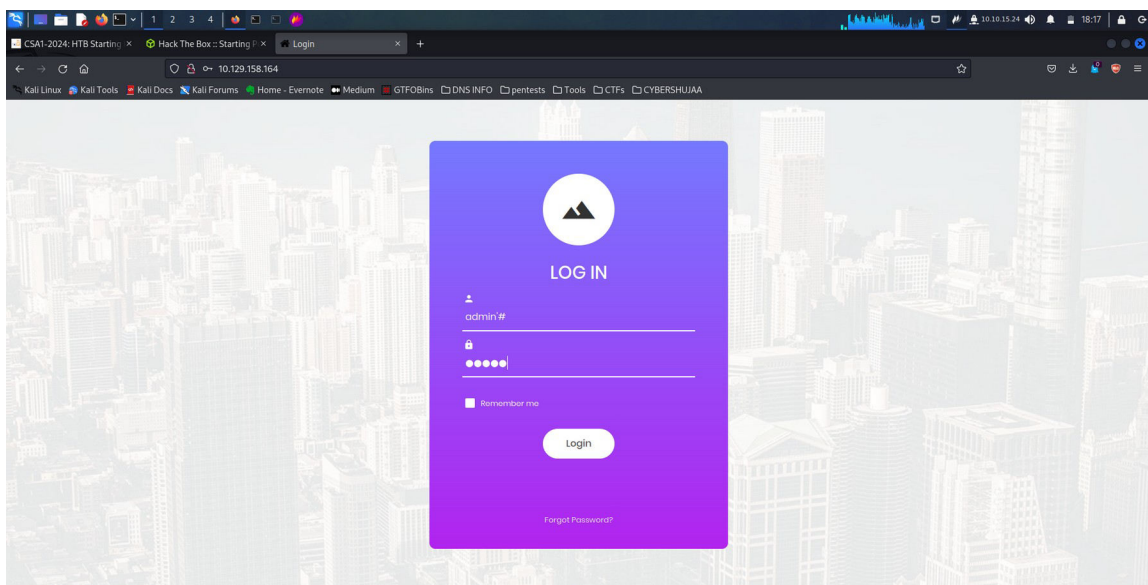 1 2 3 4
10.10.15.24 18:17
CSA1-2024: HTB Starting
Hack The Box :: Starting P
Login
10.129.158.164
Kali Linux Kali Tools Kali Docs Kali Forums Home - Evernote Medium GTFOBins DNS INFO pentests Tools CTFs CYBERSHUJAA
LOG IN
admin'#
Remember me
Login
Forgot Password?